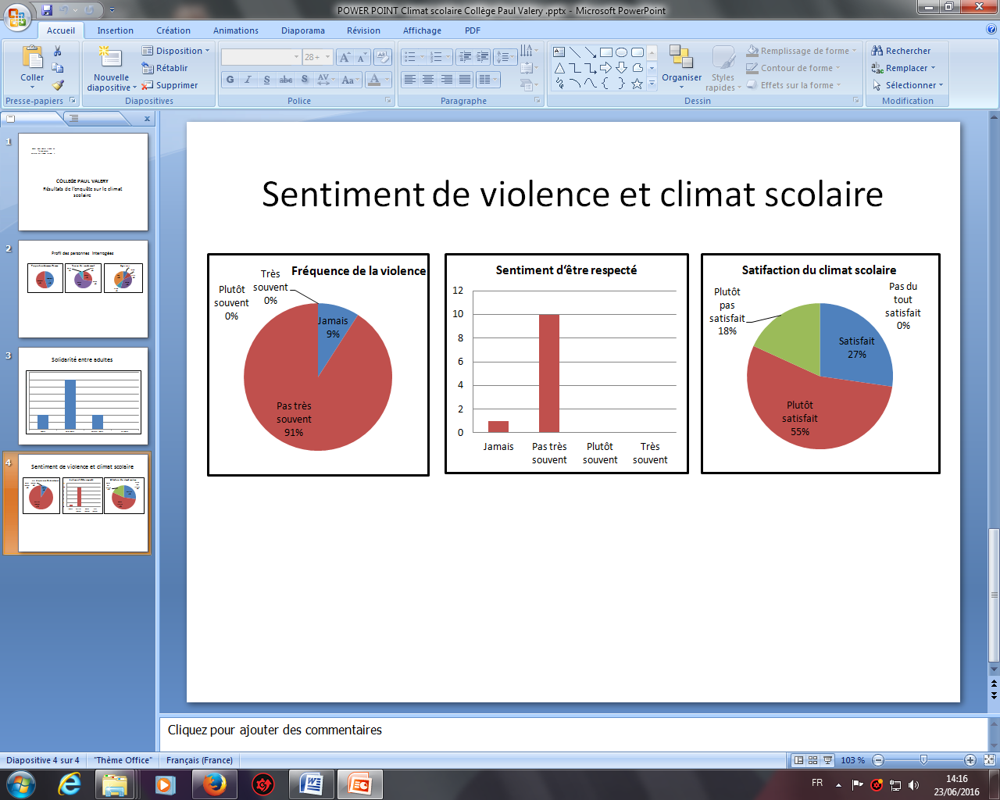 POWER POINT Climat scolaire Collège Paul Valery .pptx - Microsoft PowerPoint
Accueil Insertion Création Animations Diaporama Révision Affichage PDF
Coller
Presse-papiers
Nouvelle diapositive
Disposition
Rétablir
Supprimer
Diapositives
28
G I S abc S AV Aa A
Police
Paragraphe
Organiser
Styles rapides
Remplissage de forme
Contour de forme
Effets sur la forme
Dessin
Rechercher
Remplacer
Sélectionner
Modification
1
COLLEGE PAUL VALERY
Résultats de l'enquête sur le climat
scolaire
2
Profil des personnes interrogées
3
Solidarité entre adultes
4
Sentiment de violence et climat scolaire
Sentiment de violence et climat scolaire
Fréquence de la violence
Très
souvent
0%
Plutôt
souvent
0%
Jamais
9%
Pas très
souvent
91%
Sentiment d'être respecté
12
10
8
6
4
2
0
Jamais
Pas très
souvent
Plutôt
souvent
Très
souvent
Satifaction du climat scolaire
Plutôt
pas
satisfait
18%
Pas du
tout
satisfait
0%
Satisfait
27%
Plutôt
satisfait
55%
Cliquez pour ajouter des commentaires
Diapositive 4 sur 4 "Thème Office" Français (France) 103 %
FR
14:16
23/06/2016